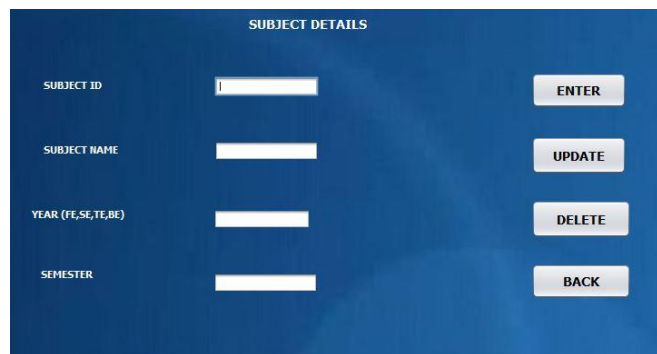 SUBJECT DETAILS
SUBJECT ID
ENTER
SUBJECT NAME
UPDATE
YEAR (FE,SE,TE,BE)
DELETE
SEMESTER
BACK